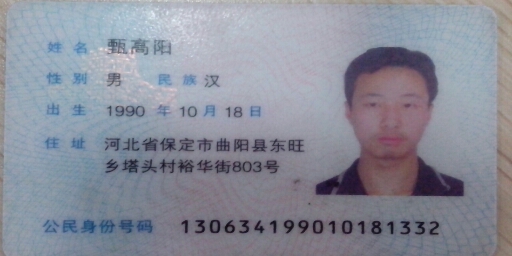 姓名 甄高阳
性别 男 民族 汉
出生 1990 年 10 月 18 日
住址 河北省保定市曲阳县东旺
乡塔头村裕华街803号
公民身份号码 130634199010181332